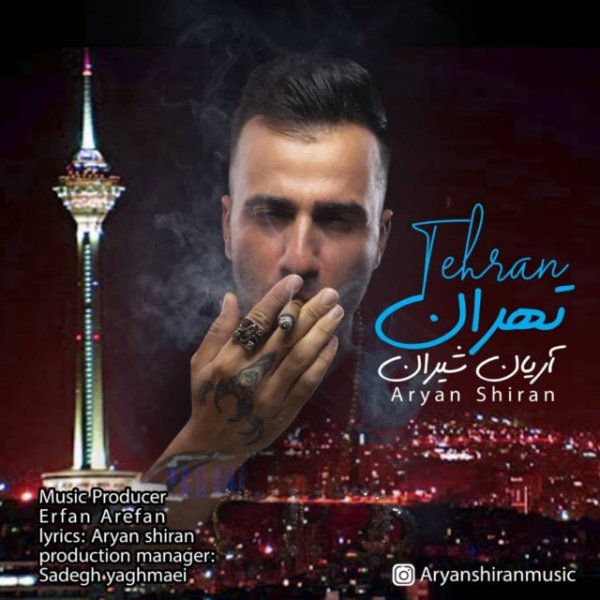 Tehran
تهران
آریان شیران
Aryan Shiran
Music Producer
Erfan Arefan
lyrics: Aryan shiran
production manager:
Sadegh yaghmaei
Aryanshiranmusic